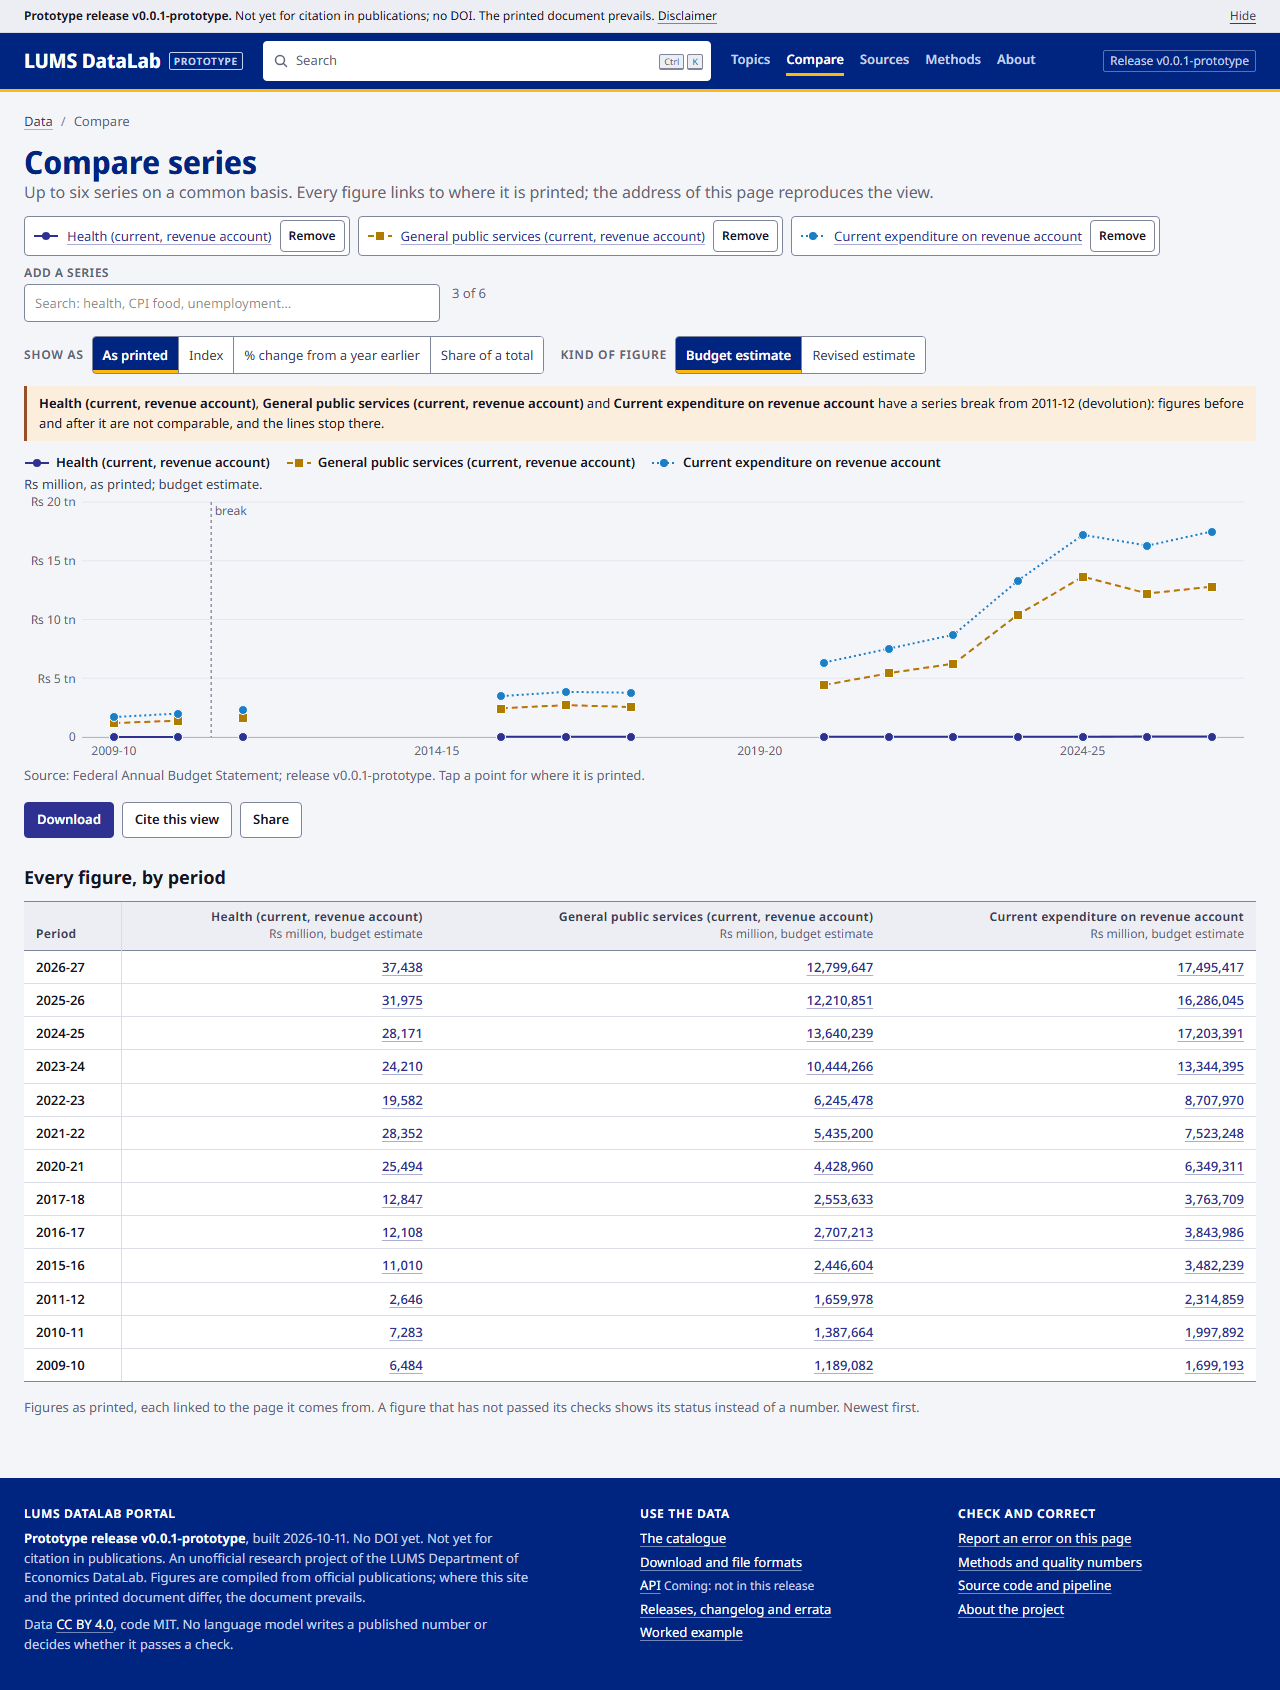 Prototype release v0.0.1-prototype. Not yet for citation in publications; no DOI. The printed document prevails. Disclaimer
Hide
LUMS DataLab PROTOTYPE
Search Ctrl K
Topics Compare Sources Methods About
Release v0.0.1-prototype
Data / Compare
Compare series
Up to six series on a common basis. Every figure links to where it is printed; the address of this page reproduces the view.
Health (current, revenue account) Remove
General public services (current, revenue account) Remove
Current expenditure on revenue account Remove
ADD A SERIES
Search: health, CPI food, unemployment...
3 of 6
SHOW AS As printed Index % change from a year earlier Share of a total
KIND OF FIGURE Budget estimate Revised estimate
Health (current, revenue account), General public services (current, revenue account) and Current expenditure on revenue account have a series break from 2011-12 (devolution): figures before
and after it are not comparable, and the lines stop there.
Health (current, revenue account) General public services (current, revenue account) Current expenditure on revenue account
Rs million, as printed; budget estimate.
Rs 20 tn
break
Rs 15 tn
Rs 10 tn
Rs 5 tn
0
2009-10 2014-15 2019-20 2024-25
Source: Federal Annual Budget Statement; release v0.0.1-prototype. Tap a point for where it is printed.
Download Cite this view Share
Every figure, by period
Period Health (current, revenue account) General public services (current, revenue account) Current expenditure on revenue account
Rs million, budget estimate Rs million, budget estimate Rs million, budget estimate
2026-27 37,438 12,799,647 17,495,417
2025-26 31,975 12,210,851 16,286,045
2024-25 28,171 13,640,239 17,203,391
2023-24 24,210 10,444,266 13,344,395
2022-23 19,582 6,245,478 8,707,970
2021-22 28,352 5,435,200 7,523,248
2020-21 25,494 4,428,960 6,349,311
2017-18 12,847 2,553,633 3,763,709
2016-17 12,108 2,707,213 3,843,986
2015-16 11,010 2,446,604 3,482,239
2011-12 2,646 1,659,978 2,314,859
2010-11 7,283 1,387,664 1,997,892
2009-10 6,484 1,189,082 1,699,193
Figures as printed, each linked to the page it comes from. A figure that has not passed its checks shows its status instead of a number. Newest first.
LUMS DATALAB PORTAL
Prototype release v0.0.1-prototype, built 2026-10-11. No DOI yet. Not yet for
citation in publications. An unofficial research project of the LUMS Department of
Economics DataLab. Figures are compiled from official publications; where this site
and the printed document differ, the document prevails.
Data CC BY 4.0, code MIT. No language model writes a published number or
decides whether it passes a check.
USE THE DATA
The catalogue
Download and file formats
API Coming: not in this release
Releases, changelog and errata
Worked example
CHECK AND CORRECT
Report an error on this page
Methods and quality numbers
Source code and pipeline
About the project